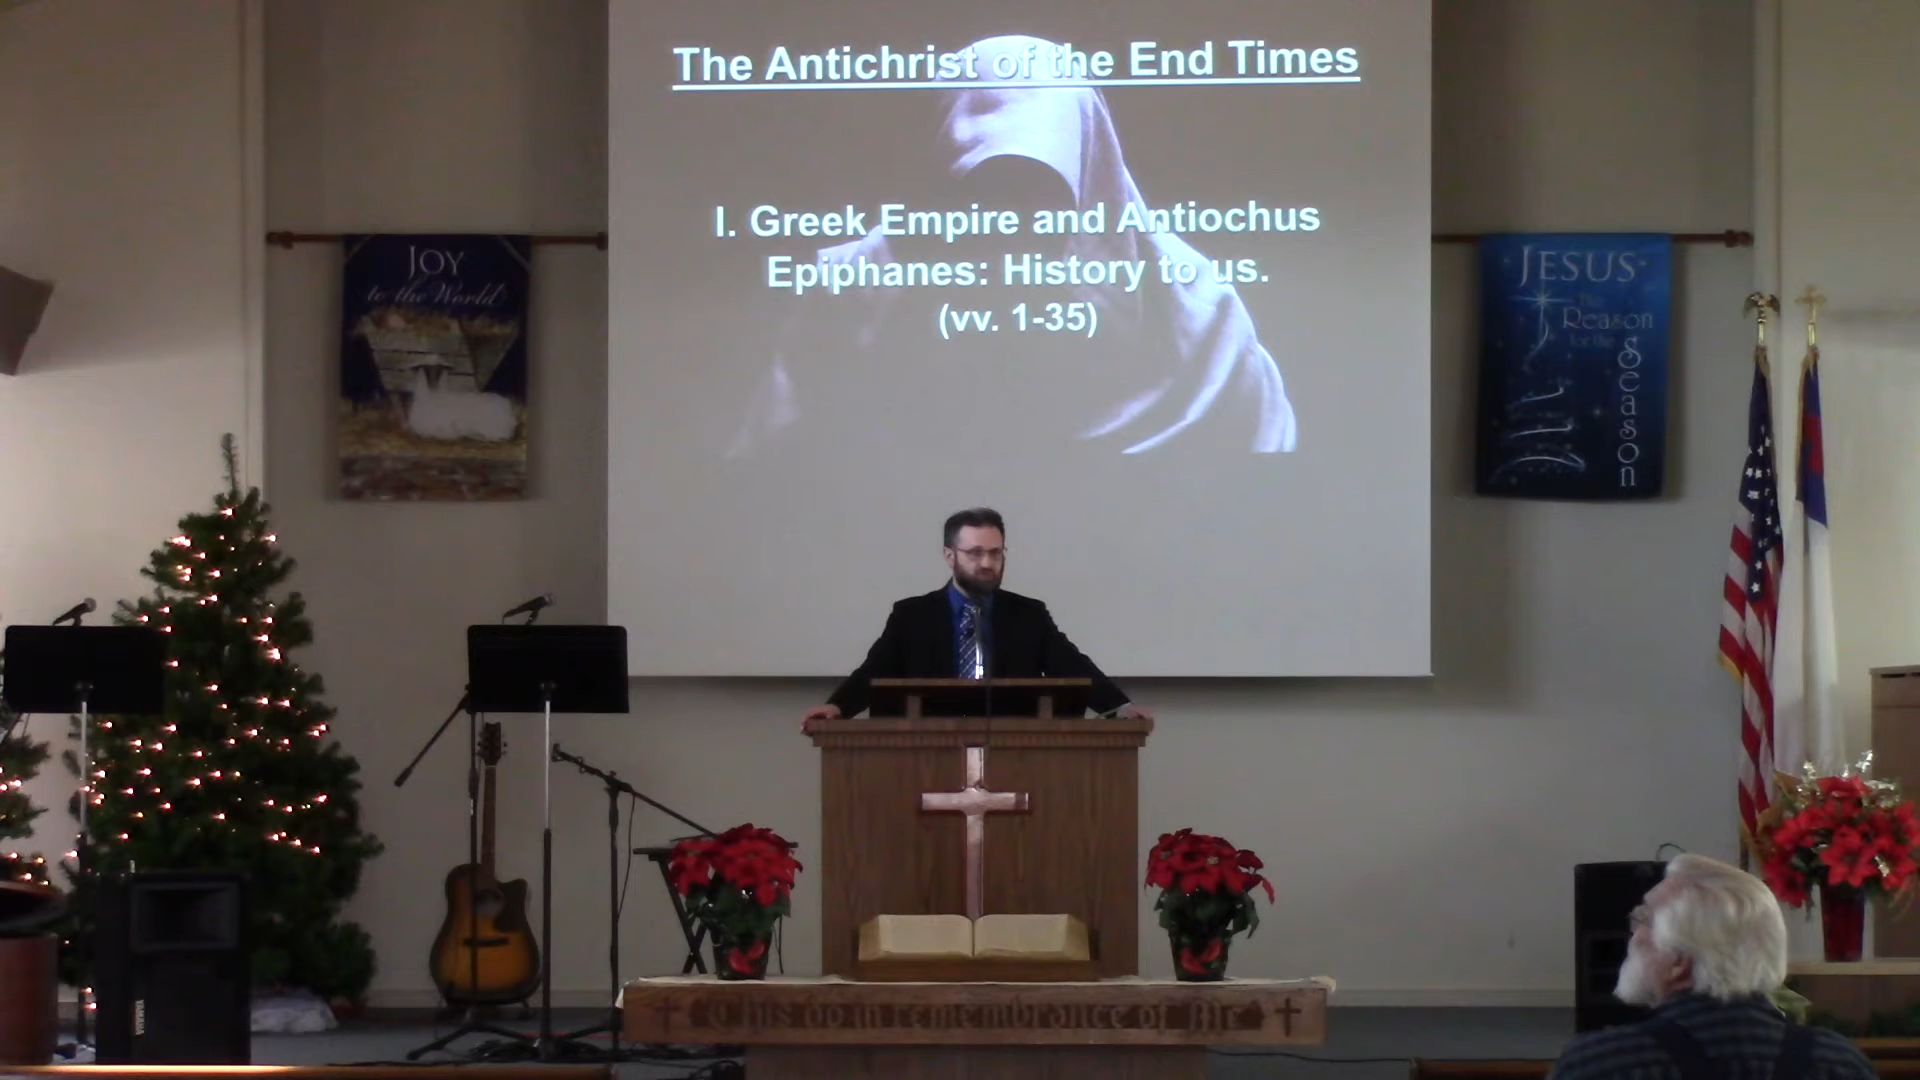 The Antichrist of the End Times
I. Greek Empire and Antiochus
Epiphanes: History to us.
(vv. 1-35)
JOY
to the World
JESUS
The
Reason
for the
Season
This do in remembrance of Me
YAMAHA